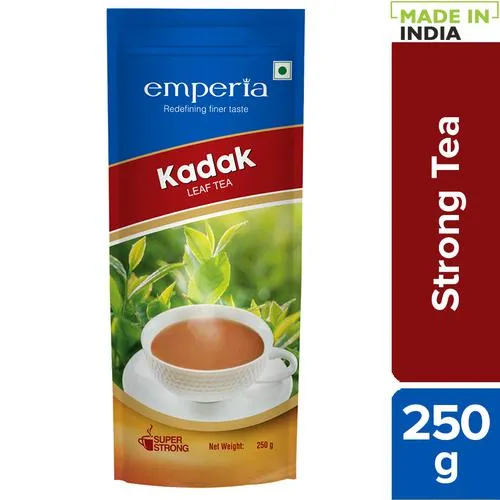 emperia
Redefining finer taste
Kadak
LEAF TEA
SUPER
STRONG
Net Weight: 250 g
MADE IN
INDIA
Strong Tea
250
g